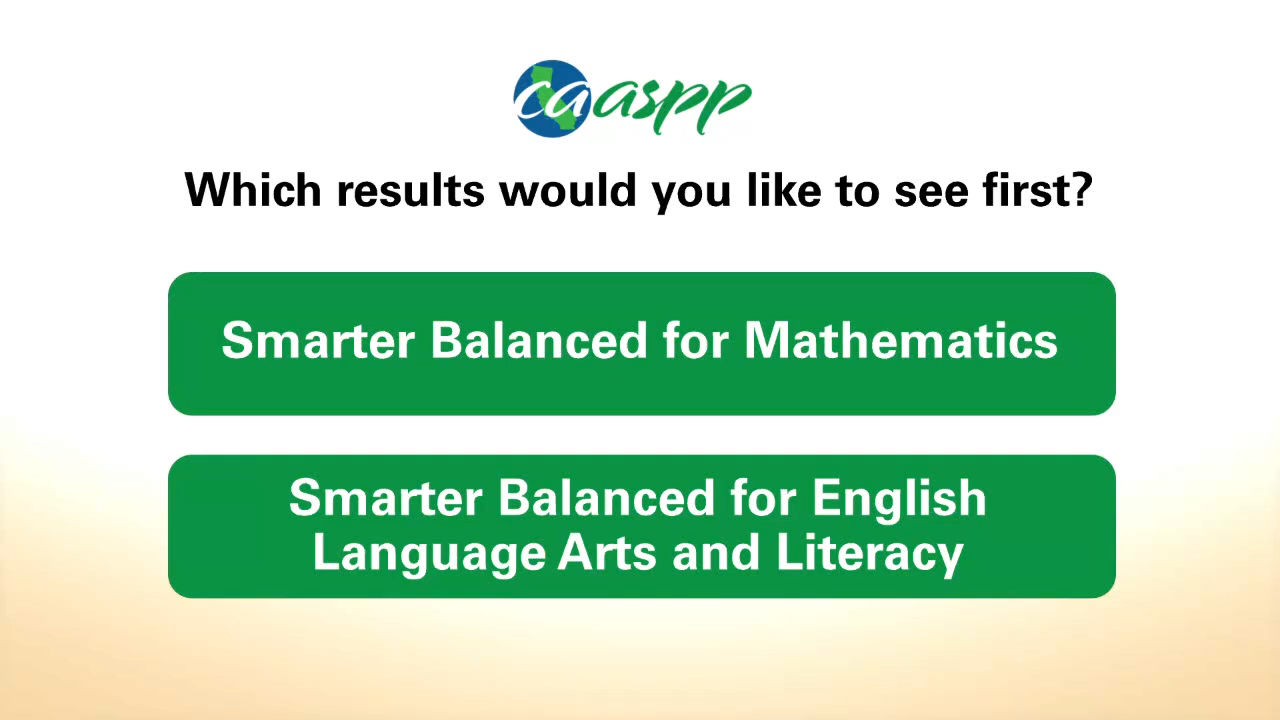 caaspp
Which results would you like to see first?
Smarter Balanced for Mathematics
Smarter Balanced for English
Language Arts and Literacy